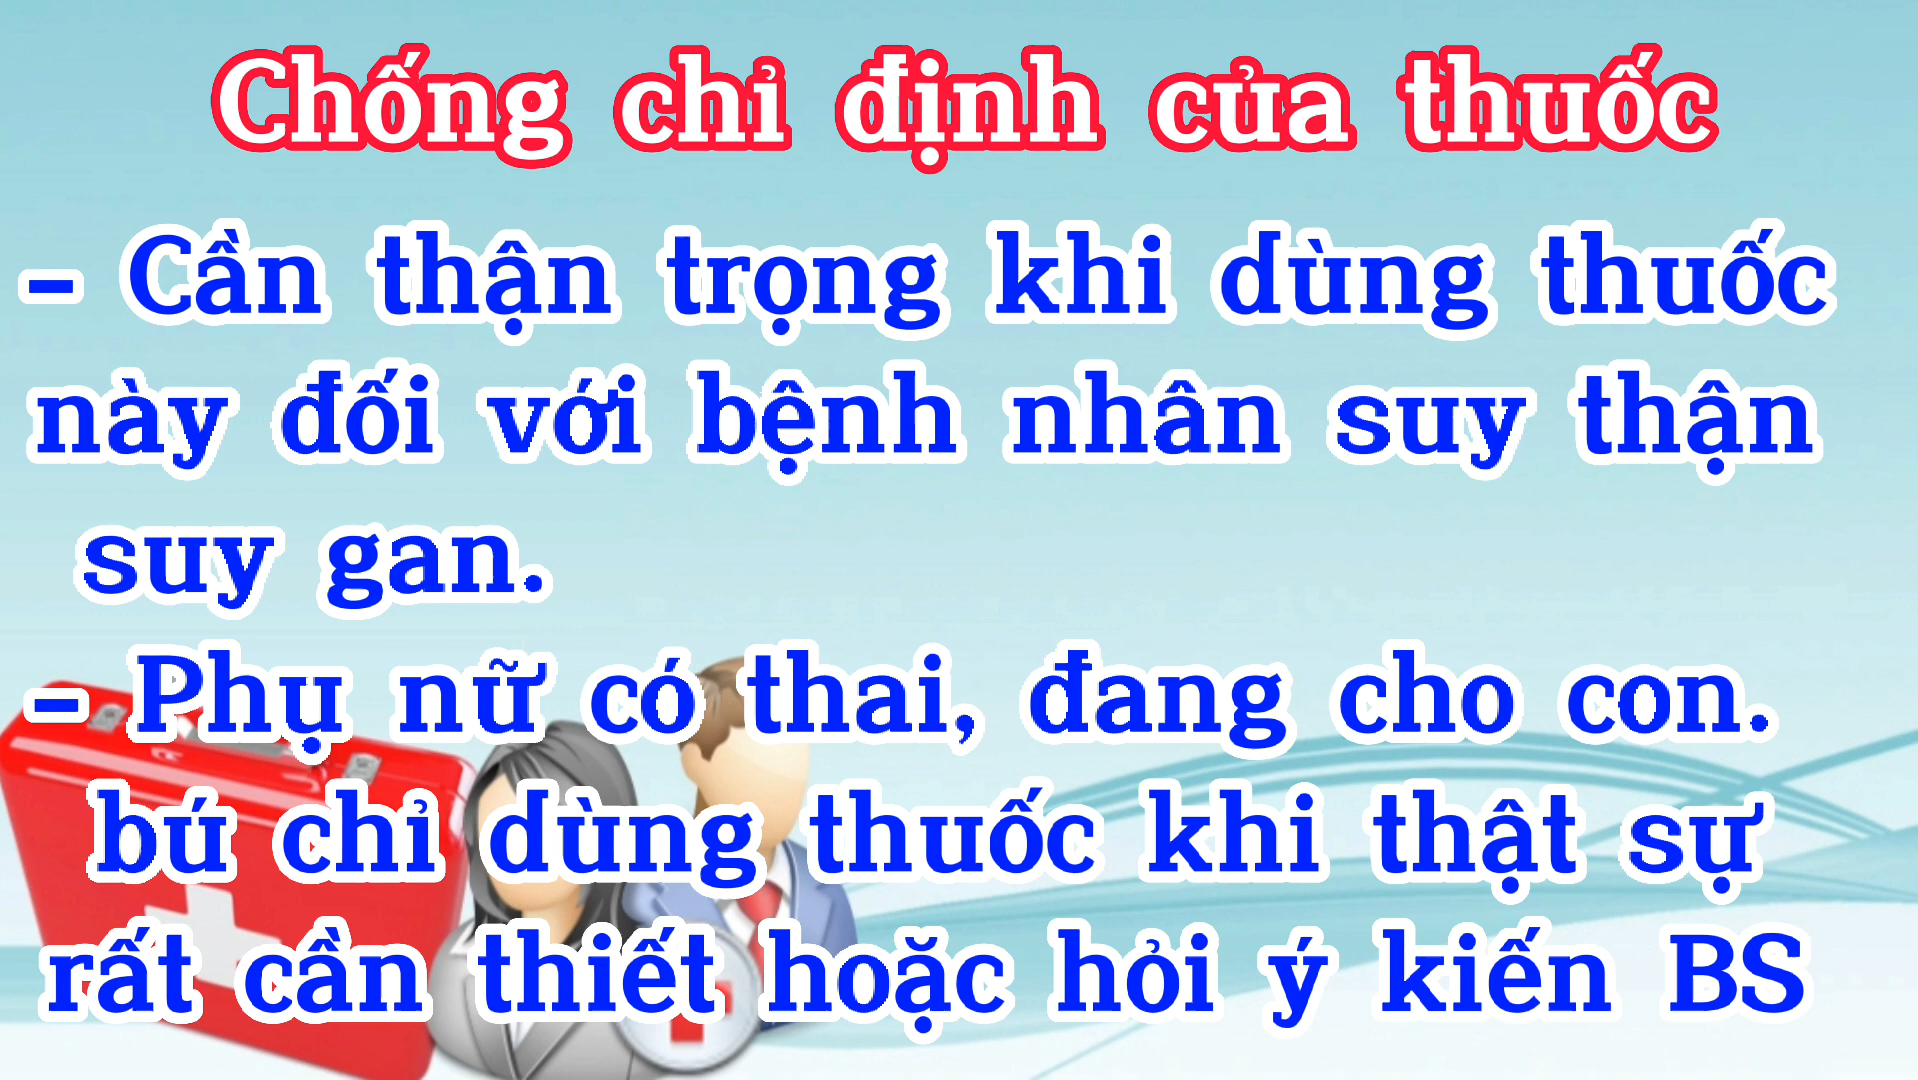 Chống chỉ định của thuốc
- Cần thận trọng khi dùng thuốc
này đối với bệnh nhân suy thận
suy gan.
- Phụ nữ có thai, đang cho con.
bú chỉ dùng thuốc khi thật sự
rất cần thiết hoặc hỏi ý kiến BS